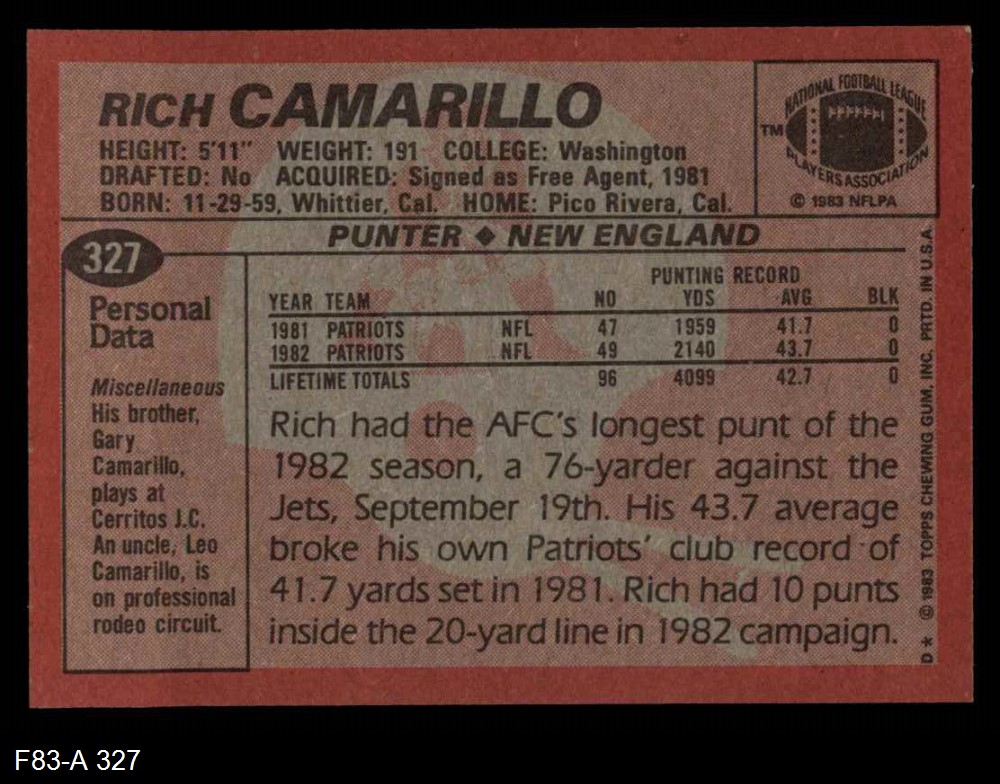 RICH CAMARILLO
HEIGHT: 5'11" WEIGHT: 191 COLLEGE: Washington
DRAFTED: No ACQUIRED: Signed as Free Agent, 1981
BORN: 11-29-59, Whittier, Cal. HOME: Pico Rivera, Cal.
NATIONAL FOOTBALL LEAGUE
TM
PLAYERS ASSOCIATION
© 1983 NFLPA
PUNTER ◆ NEW ENGLAND
327
Personal
Data
Miscellaneous
His brother,
Gary
Camarillo,
plays at
Cerritos J.C.
An uncle, Leo
Camarillo, is
on professional
rodeo circuit.
PUNTING RECORD
YEAR TEAM NO YDS AVG BLK
1981 PATRIOTS NFL 47 1959 41.7 0
1982 PATRIOTS NFL 49 2140 43.7 0
LIFETIME TOTALS 96 4099 42.7 0
Rich had the AFC's longest punt of the
1982 season, a 76-yarder against the
Jets, September 19th. His 43.7 average
broke his own Patriots' club record of
41.7 yards set in 1981. Rich had 10 punts
inside the 20-yard line in 1982 campaign.
D* © 1983 TOPPS CHEWING GUM, INC. PRTD. IN U.S.A.
F83-A 327